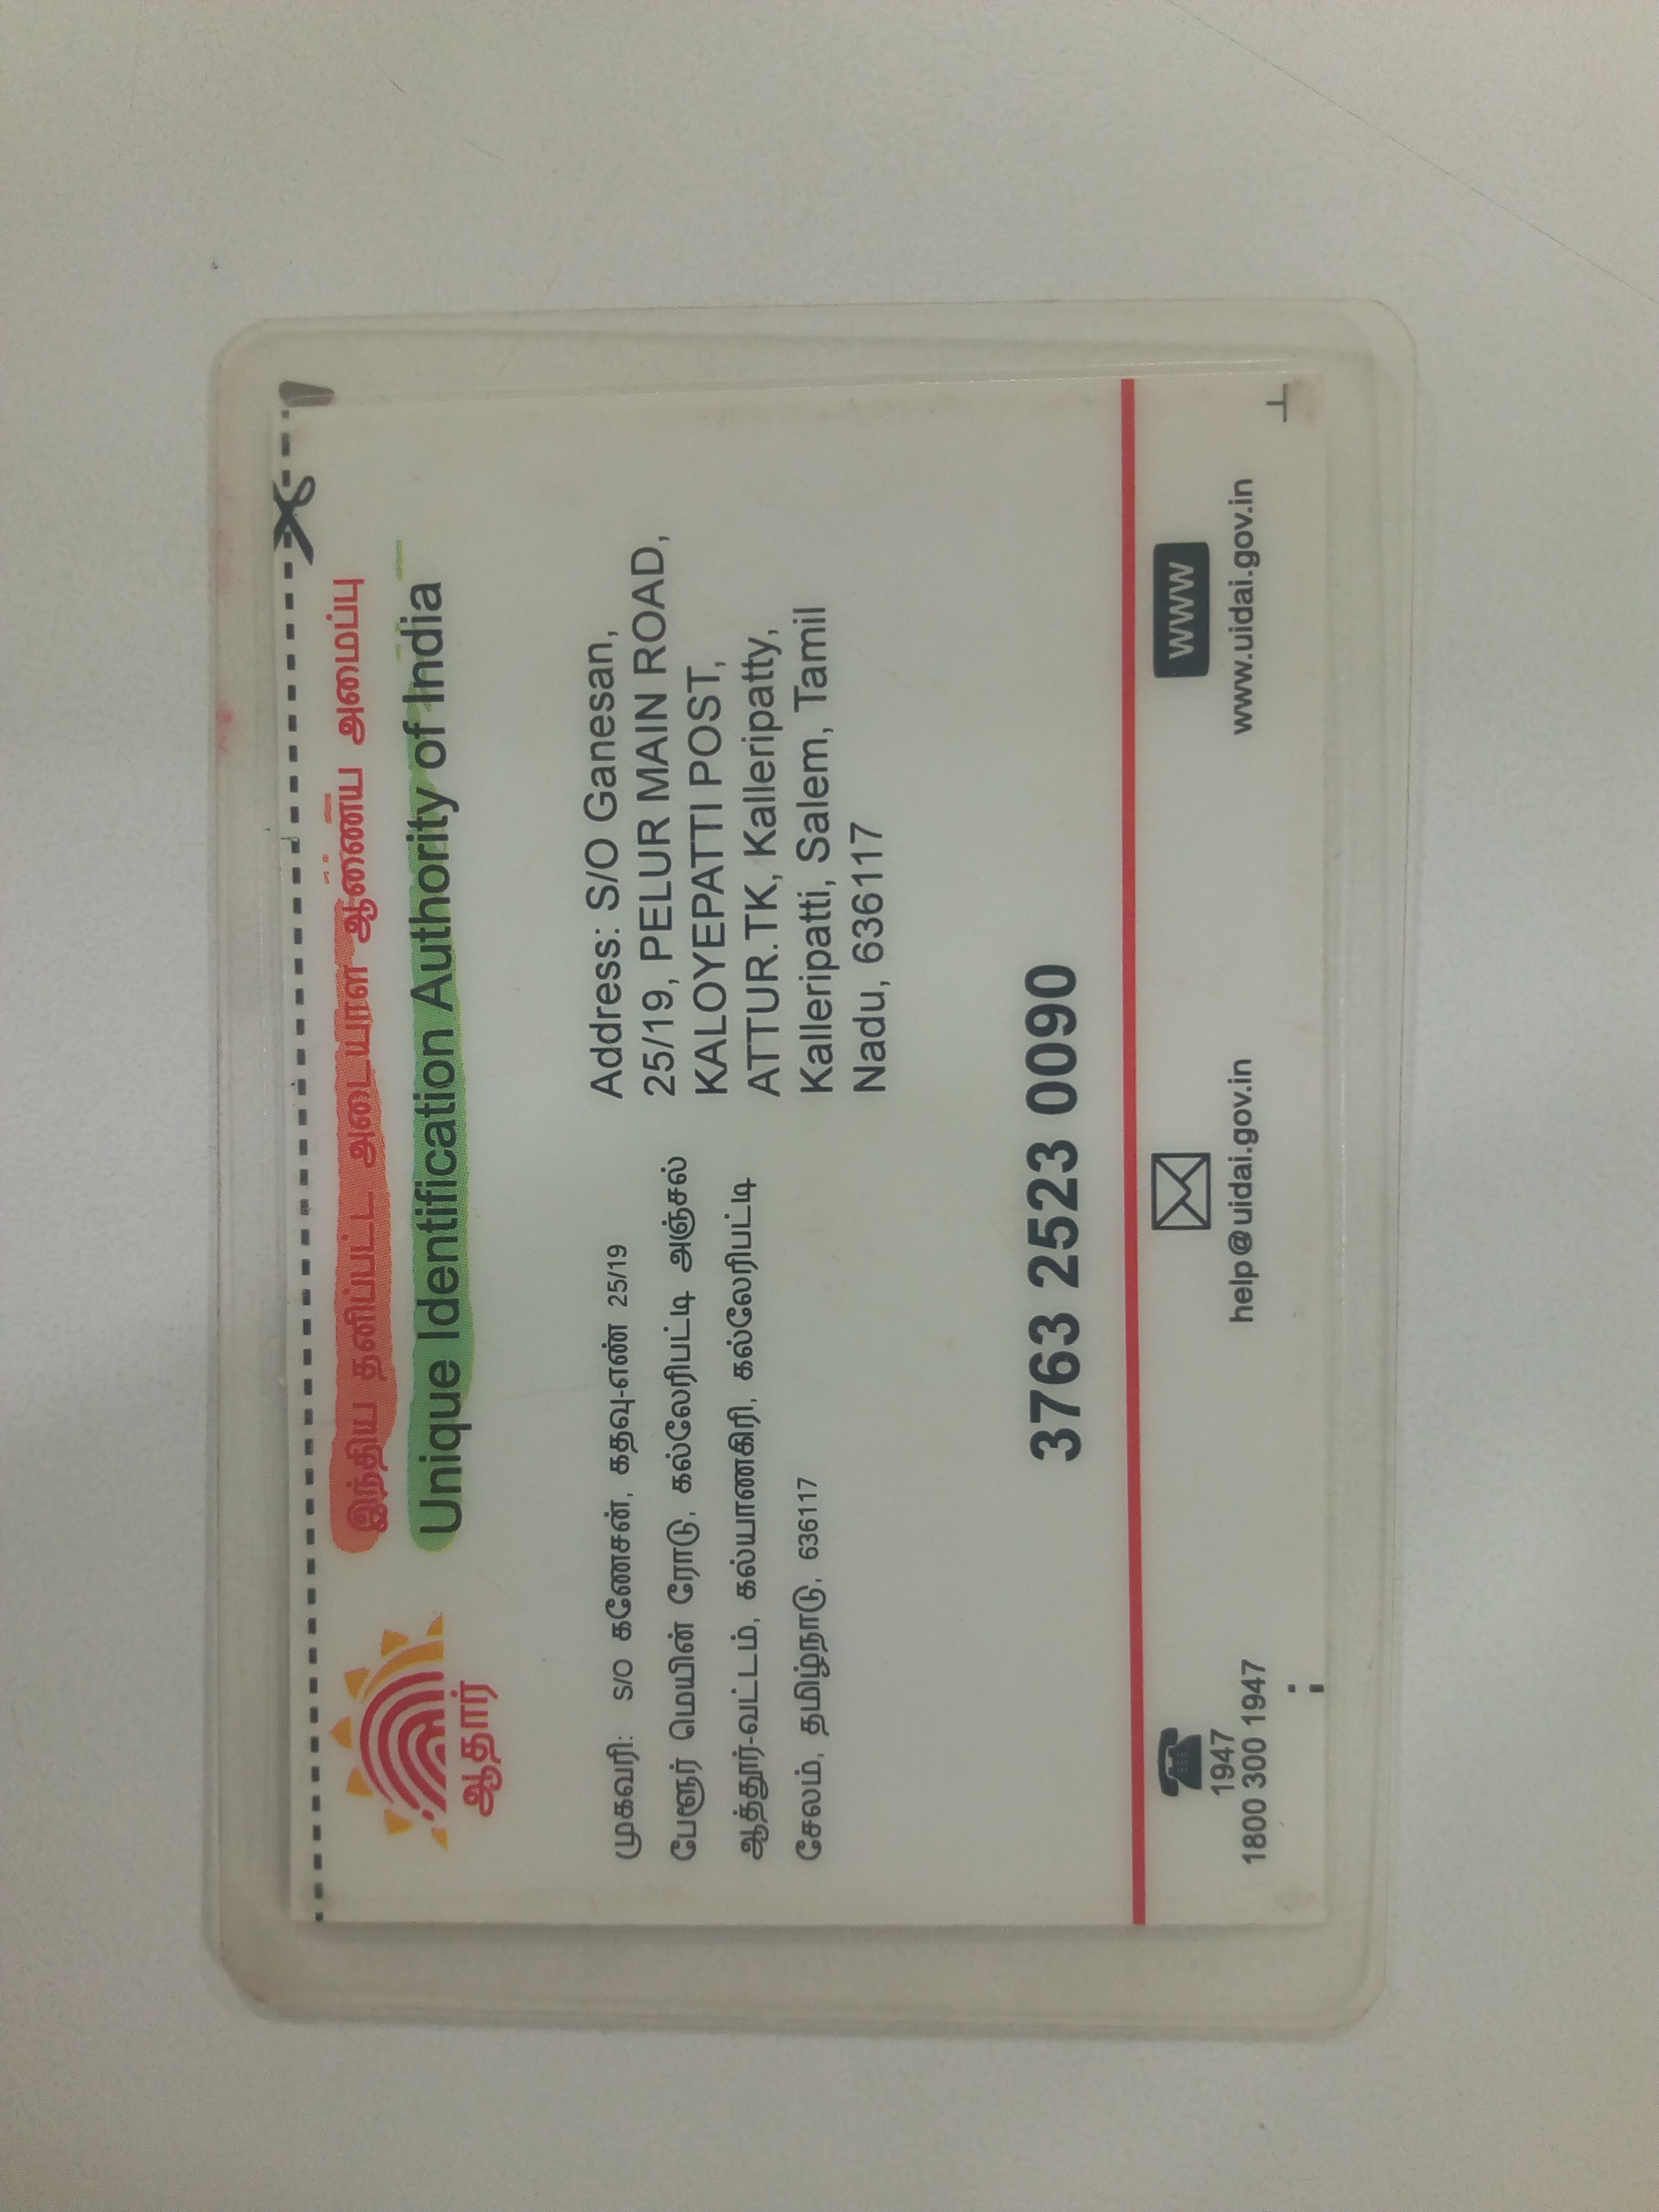 இந்திய தனிப்பட்ட அடையாள ஆணைய அமைப்பு
Unique Identification Authority of India
ஆதார்
முகவரி: S/O கணேசன், கதவு-எண் 25/19
பேளூர் மெயின் ரோடு, கல்லேரிபட்டி அஞ்சல்
ஆத்தூர்-வட்டம், கல்யாணகிரி, கல்லேரிபட்டி
சேலம், தமிழ்நாடு, 636117
Address: S/O Ganesan,
25/19, PELUR MAIN ROAD,
KALOYEPATTI POST,
ATTUR.TK, Kalleripatty,
Kalleripatti, Salem, Tamil
Nadu, 636117
3763 2523 0090
1947
1800 300 1947
help@uidai.gov.in
www
www.uidai.gov.in